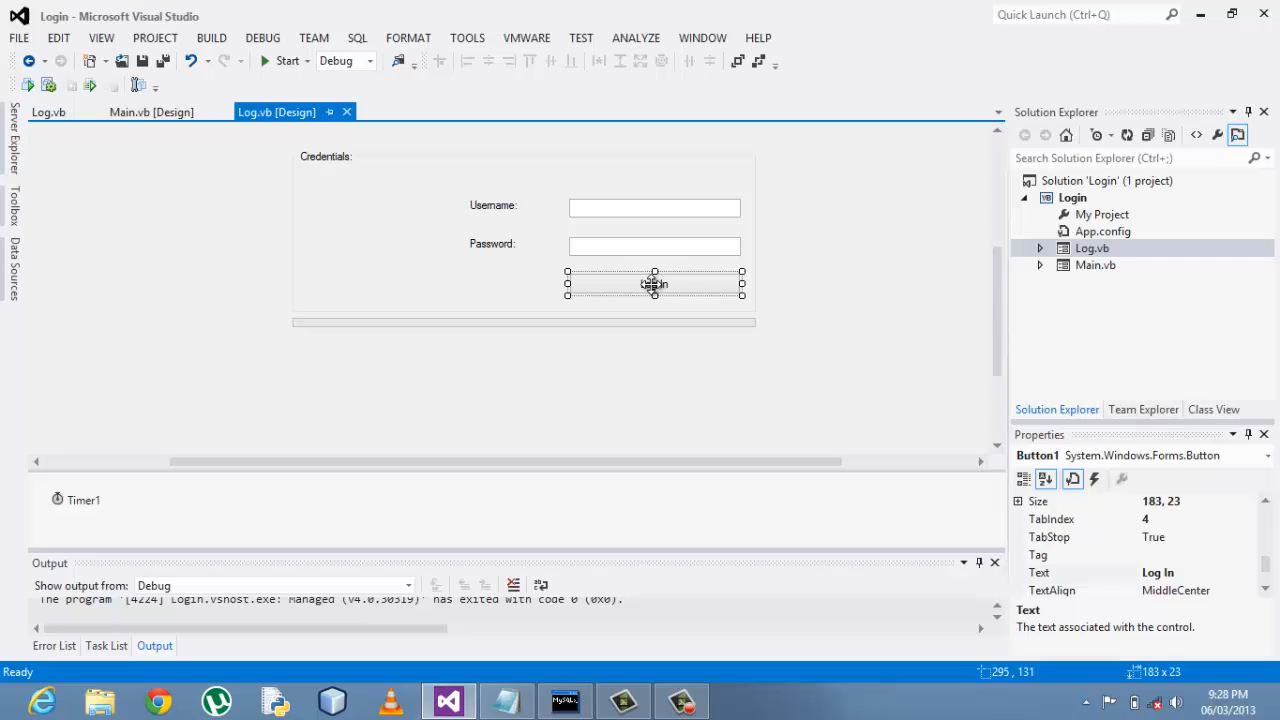 Login - Microsoft Visual Studio
Quick Launch (Ctrl+Q)
FILE EDIT VIEW PROJECT BUILD DEBUG TEAM SQL FORMAT TOOLS VMWARE TEST ANALYZE WINDOW HELP
Start Debug
Log.vb Main.vb [Design] Log.vb [Design]
Server Explorer
Toolbox
Data Sources
Credentials:
Username:
Password:
Timer1
Output
Show output from: Debug
The program '[4224] Login.vshost.exe: Managed (v4.0.30319)' has exited with code 0 (0x0).
Error List Task List Output
Solution Explorer
Search Solution Explorer (Ctrl+;)
Solution 'Login' (1 project)
VB Login
My Project
App.config
Log.vb
Main.vb
Solution Explorer Team Explorer Class View
Properties
Button1 System.Windows.Forms.Button
Size 183, 23
TabIndex 4
TabStop True
Tag
Text Log In
TextAlign MiddleCenter
Text
The text associated with the control.
Ready
295 , 131
183 x 23
MySQL
9:28 PM
06/03/2013